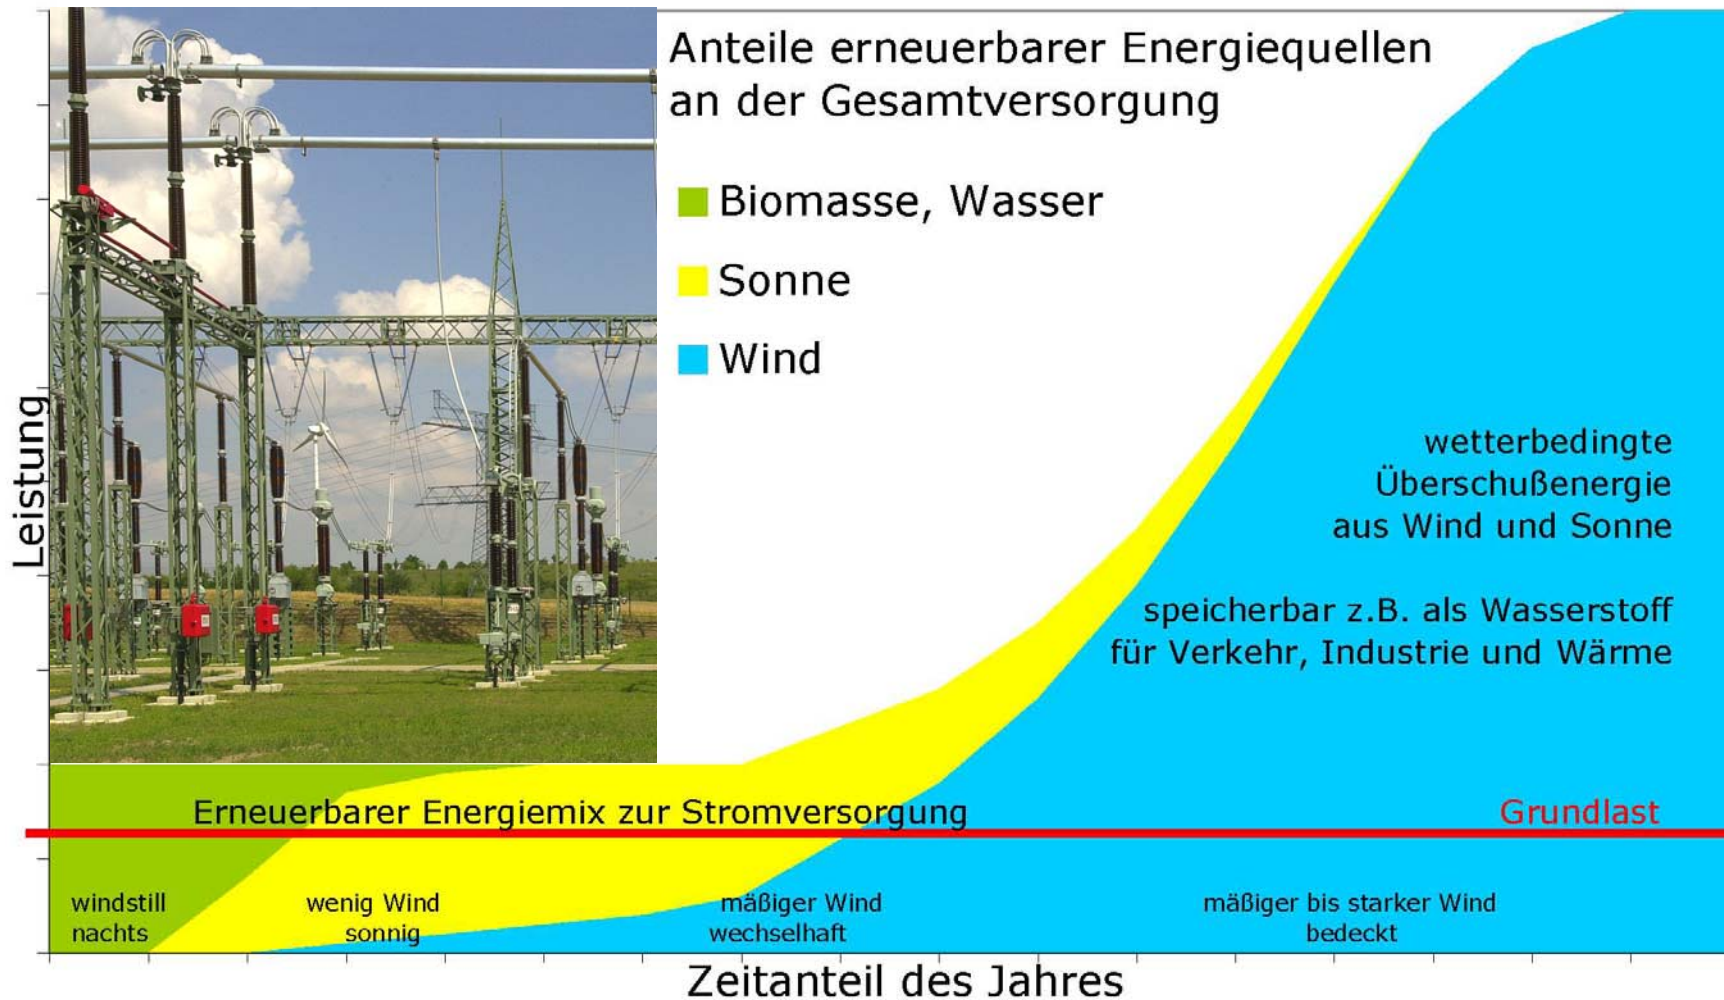 Anteile erneuerbarer Energiequellen
an der Gesamtversorgung
Biomasse, Wasser
Sonne
Wind
Leistung
wetterbedingte
Überschußenergie
aus Wind und Sonne
speicherbar z.B. als Wasserstoff
für Verkehr, Industrie und Wärme
Erneuerbarer Energiemix zur Stromversorgung
Grundlast
windstill
nachts
wenig Wind
sonnig
mäßiger Wind
wechselhaft
mäßiger bis starker Wind
bedeckt
Zeitanteil des Jahres